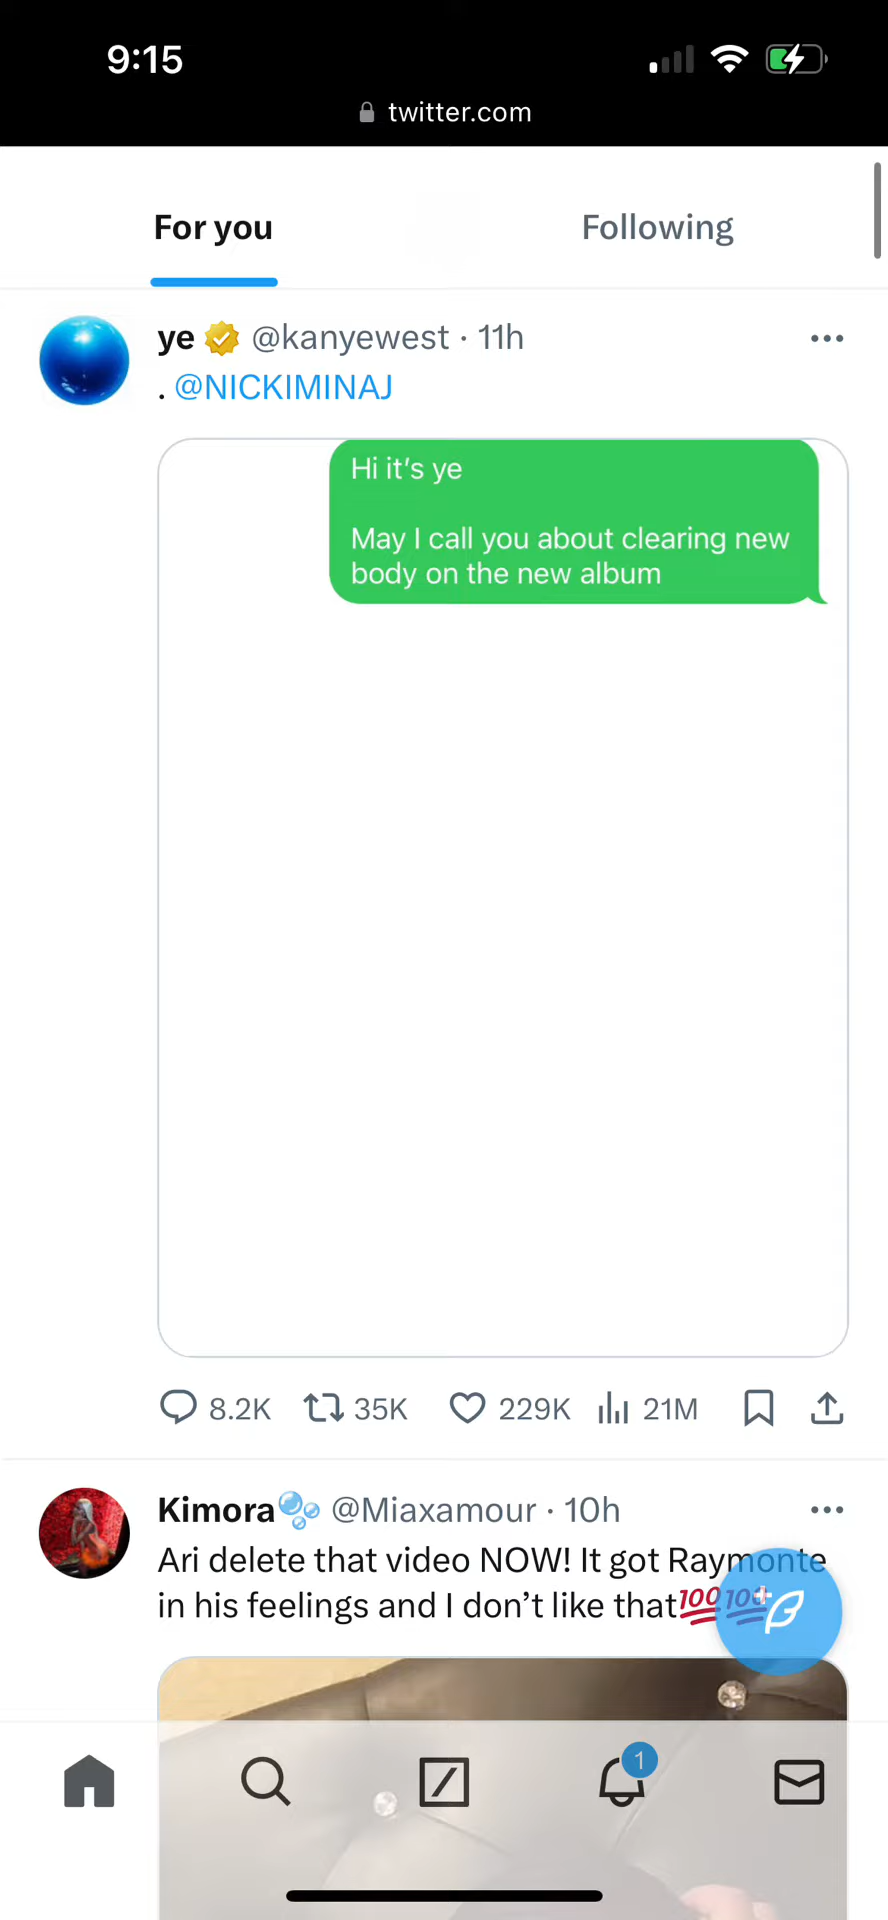 9:15
twitter.com
For you
Following
ye @kanyewest · 11h
. @NICKIMINAJ
Hi it’s ye
May I call you about clearing new
body on the new album
8.2K 35K 229K 21M
Kimora🫧 @Miaxamour · 10h
Ari delete that video NOW! It got Raymonte
in his feelings and I don’t like that💯💯
1